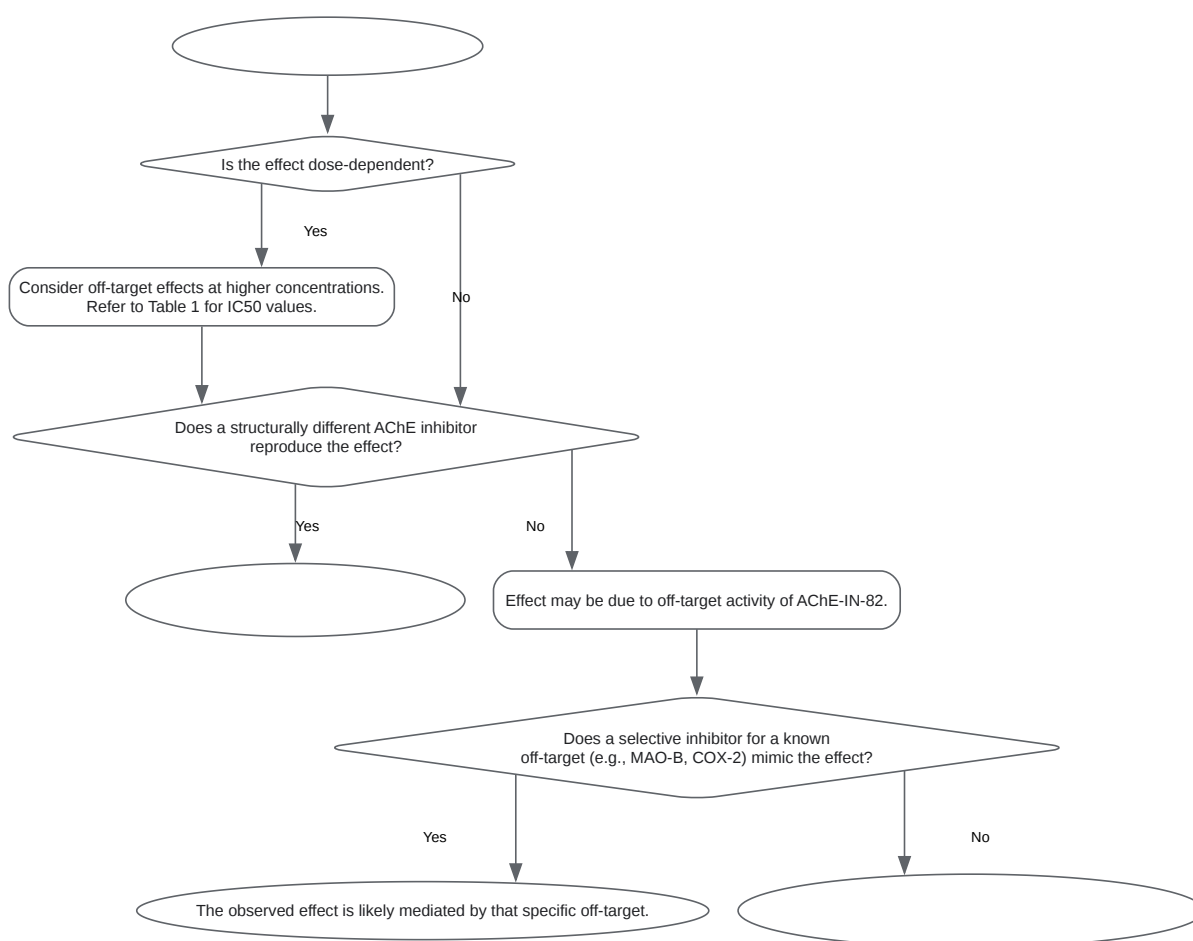 Is the effect dose-dependent?
Yes
Consider off-target effects at higher concentrations.
Refer to Table 1 for IC50 values.
No
Does a structurally different AChE inhibitor
reproduce the effect?
Yes
No
Effect may be due to off-target activity of AChE-IN-82.
Does a selective inhibitor for a known
off-target (e.g., MAO-B, COX-2) mimic the effect?
Yes
No
The observed effect is likely mediated by that specific off-target.